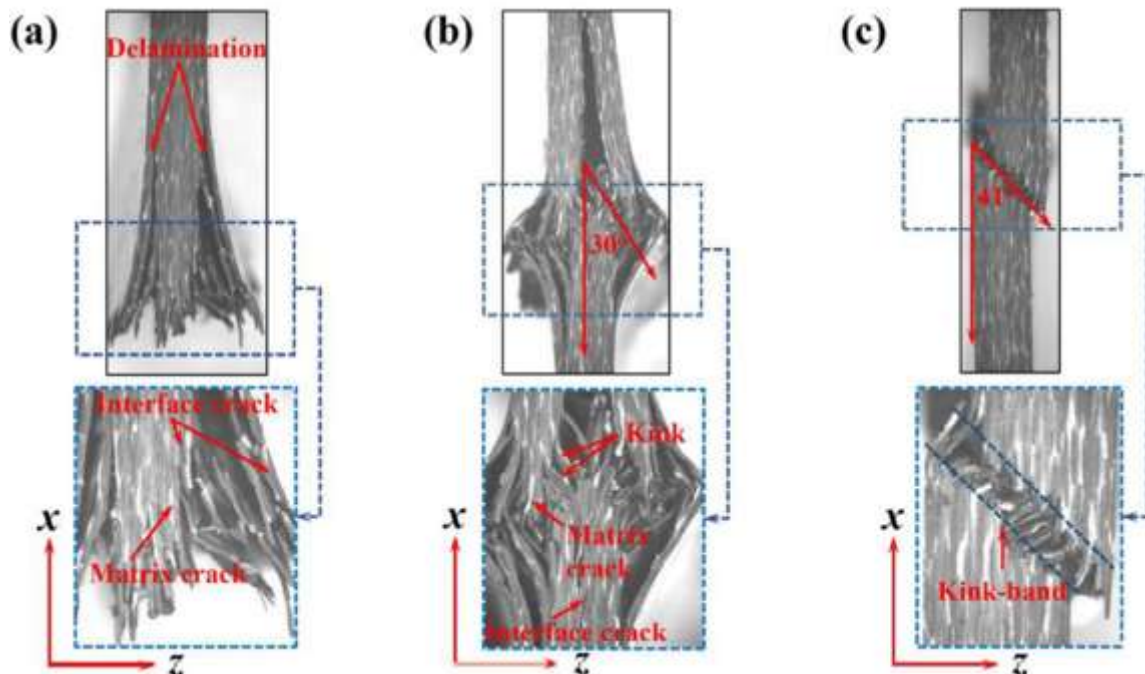 (a)
Delamination
Interface crack
Matrix crack
x
z
(b)
30°
Kink
Matrix
crack
Interface crack
x
z
(c)
41°
Kink-band
x
z